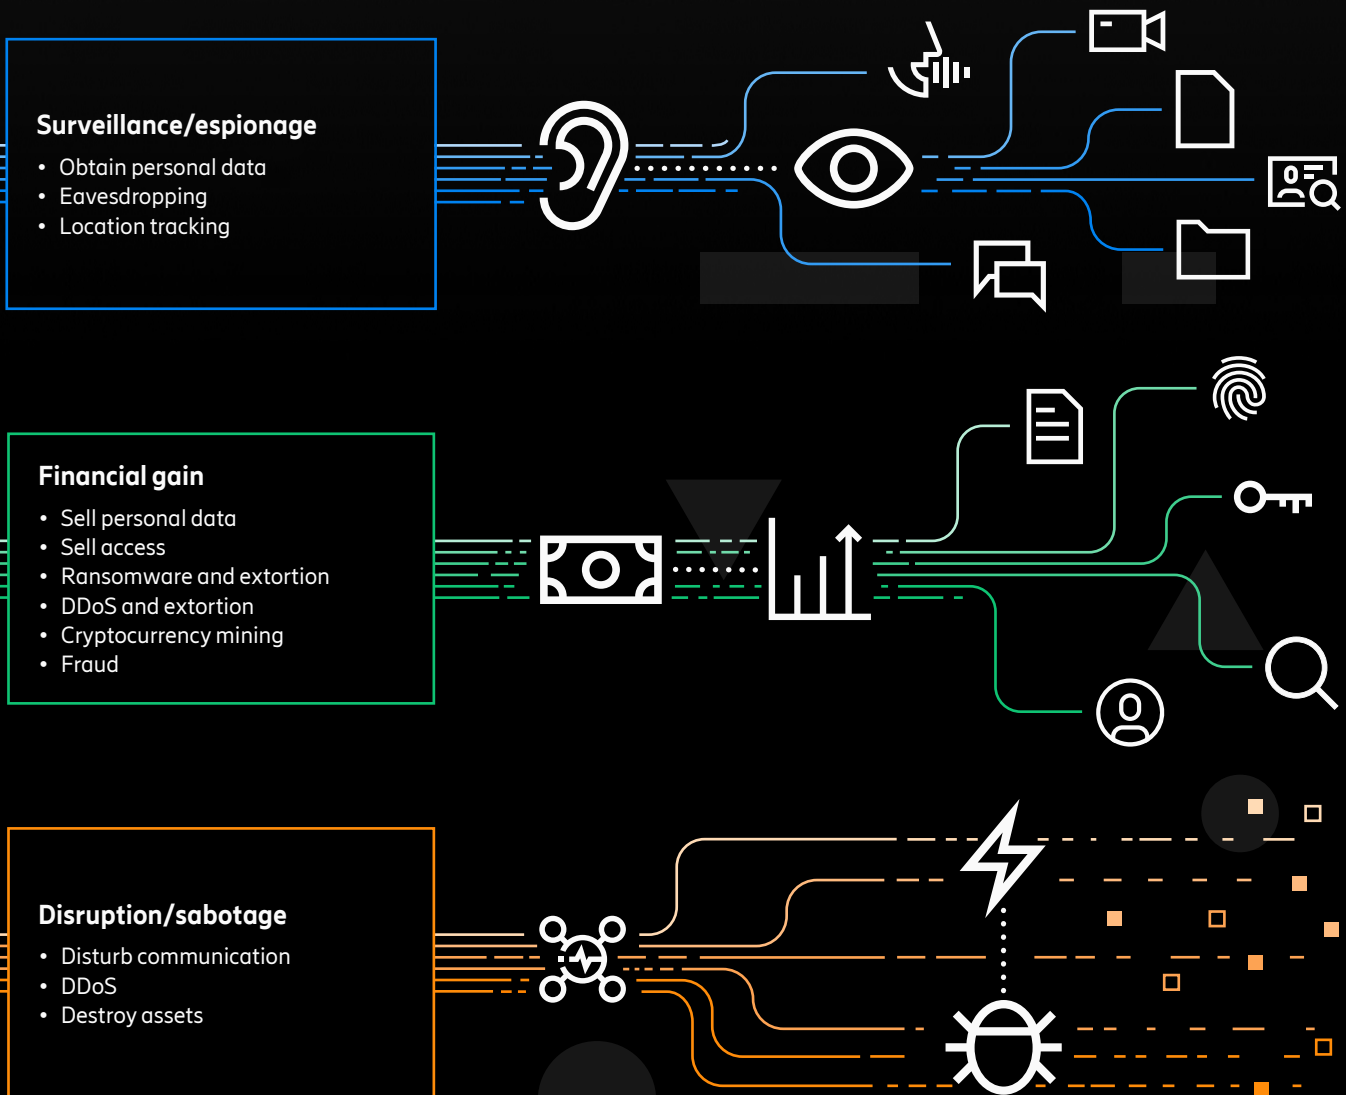 Surveillance/espionage
• Obtain personal data
• Eavesdropping
• Location tracking
Financial gain
• Sell personal data
• Sell access
• Ransomware and extortion
• DDoS and extortion
• Cryptocurrency mining
• Fraud
Disruption/sabotage
• Disturb communication
• DDoS
• Destroy assets